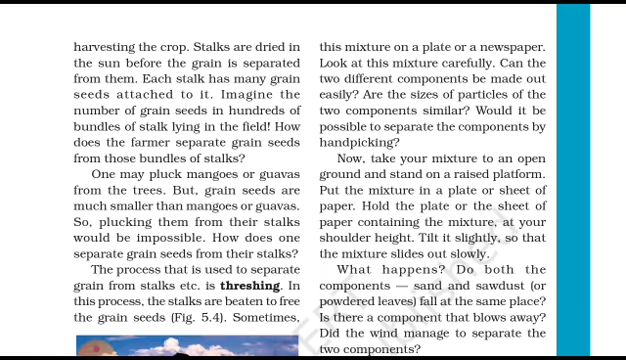 harvesting the crop. Stalks are dried in
the sun before the grain is separated
from them. Each stalk has many grain
seeds attached to it. Imagine the
number of grain seeds in hundreds of
bundles of stalk lying in the field! How
does the farmer separate grain seeds
from those bundles of stalks?
One may pluck mangoes or guavas
from the trees. But, grain seeds are
much smaller than mangoes or guavas.
So, plucking them from their stalks
would be impossible. How does one
separate grain seeds from their stalks?
The process that is used to separate
grain from stalks etc. is threshing. In
this process, the stalks are beaten to free
the grain seeds (Fig. 5.4). Sometimes,
this mixture on a plate or a newspaper.
Look at this mixture carefully. Can the
two different components be made out
easily? Are the sizes of particles of the
two components similar? Would it be
possible to separate the components by
handpicking?
Now, take your mixture to an open
ground and stand on a raised platform.
Put the mixture in a plate or sheet of
paper. Hold the plate or the sheet of
paper containing the mixture, at your
shoulder height. Tilt it slightly, so that
the mixture slides out slowly.
What happens? Do both the
components — sand and sawdust (or
powdered leaves) fall at the same place?
Is there a component that blows away?
Did the wind manage to separate the
two components?